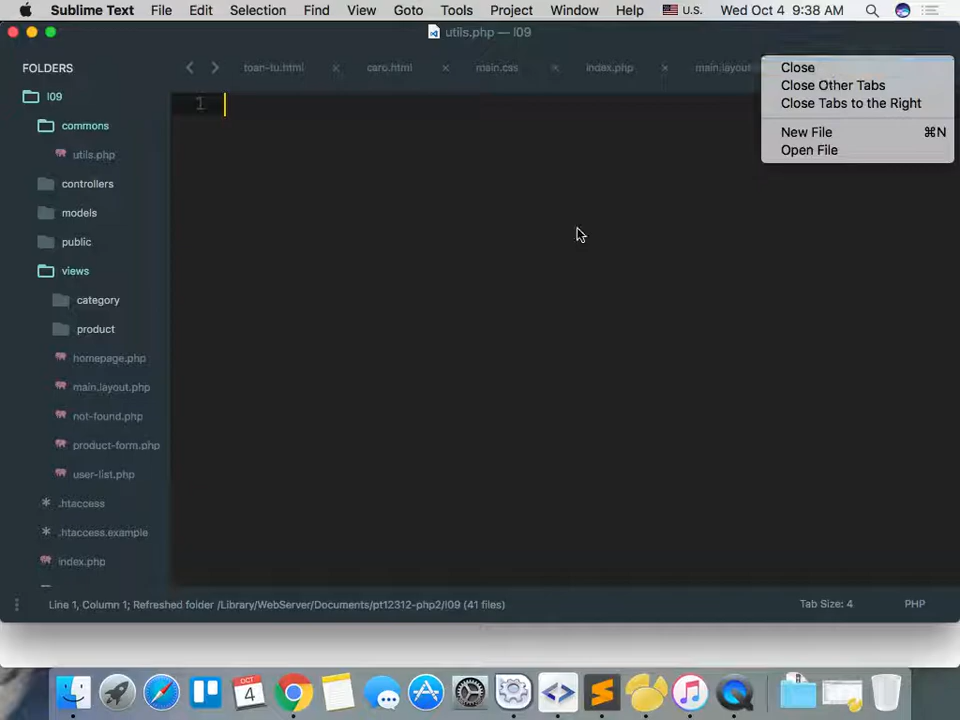 Sublime Text File Edit Selection Find View Goto Tools Project Window Help U.S. Wed Oct 4 9:38 AM
utils.php — l09
FOLDERS
toan-tu.html × caro.html × main.css × index.php × main.layout
l09
commons
utils.php
controllers
models
public
views
category
product
homepage.php
main.layout.php
not-found.php
product-form.php
user-list.php
.htaccess
.htaccess.example
index.php
1
Close
Close Other Tabs
Close Tabs to the Right
New File ⌘N
Open File
Line 1, Column 1; Refreshed folder /Library/WebServer/Documents/pt12312-php2/l09 (41 files)
Tab Size: 4
PHP
OCT
4